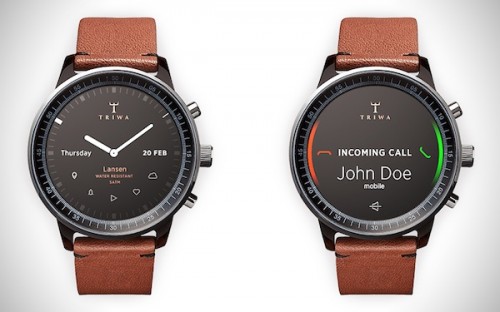 TRIWA
Thursday 20 FEB
Lansen
WATER RESISTANT
5ATM
TRIWA
INCOMING CALL
John Doe
mobile